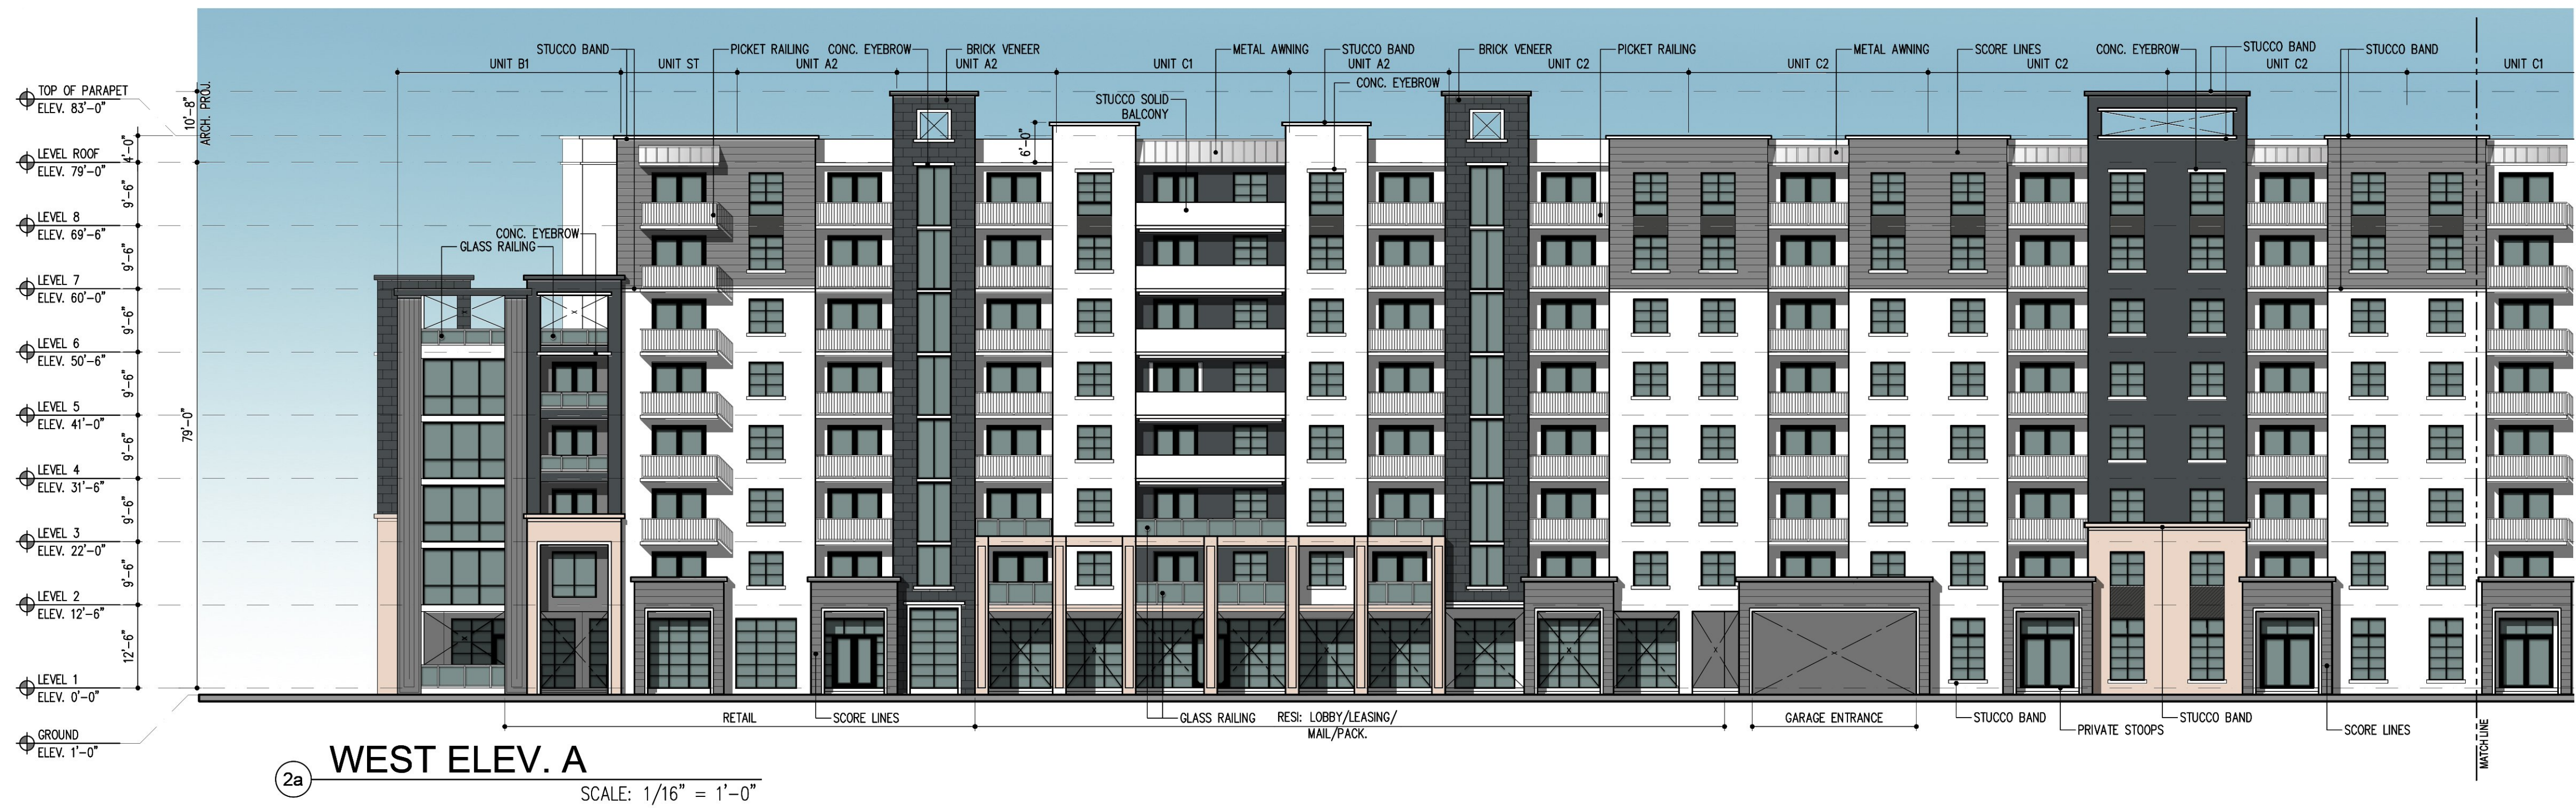 STUCCO BAND
PICKET RAILING
CONC. EYEBROW
BRICK VENEER
METAL AWNING
STUCCO BAND
BRICK VENEER
PICKET RAILING
METAL AWNING
SCORE LINES
CONC. EYEBROW
STUCCO BAND
STUCCO BAND
UNIT B1
UNIT ST
UNIT A2
UNIT A2
UNIT C1
UNIT A2
UNIT C2
UNIT C2
UNIT C2
UNIT C2
UNIT C1
CONC. EYEBROW
STUCCO SOLID
BALCONY
6'-0"
CONC. EYEBROW
GLASS RAILING
TOP OF PARAPET
ELEV. 83'-0"
LEVEL ROOF
ELEV. 79'-0"
LEVEL 8
ELEV. 69'-6"
LEVEL 7
ELEV. 60'-0"
LEVEL 6
ELEV. 50'-6"
LEVEL 5
ELEV. 41'-0"
LEVEL 4
ELEV. 31'-6"
LEVEL 3
ELEV. 22'-0"
LEVEL 2
ELEV. 12'-6"
LEVEL 1
ELEV. 0'-0"
GROUND
ELEV. 1'-0"
4'-0"
9'-6"
9'-6"
9'-6"
9'-6"
9'-6"
9'-6"
9'-6"
12'-6"
10'-8"
ARCH. PROJ.
79'-0"
RETAIL
SCORE LINES
GLASS RAILING
RESI: LOBBY/LEASING/
MAIL/PACK.
GARAGE ENTRANCE
STUCCO BAND
PRIVATE STOOPS
STUCCO BAND
SCORE LINES
MATCH LINE
2a
WEST ELEV. A
SCALE: 1/16" = 1'-0"